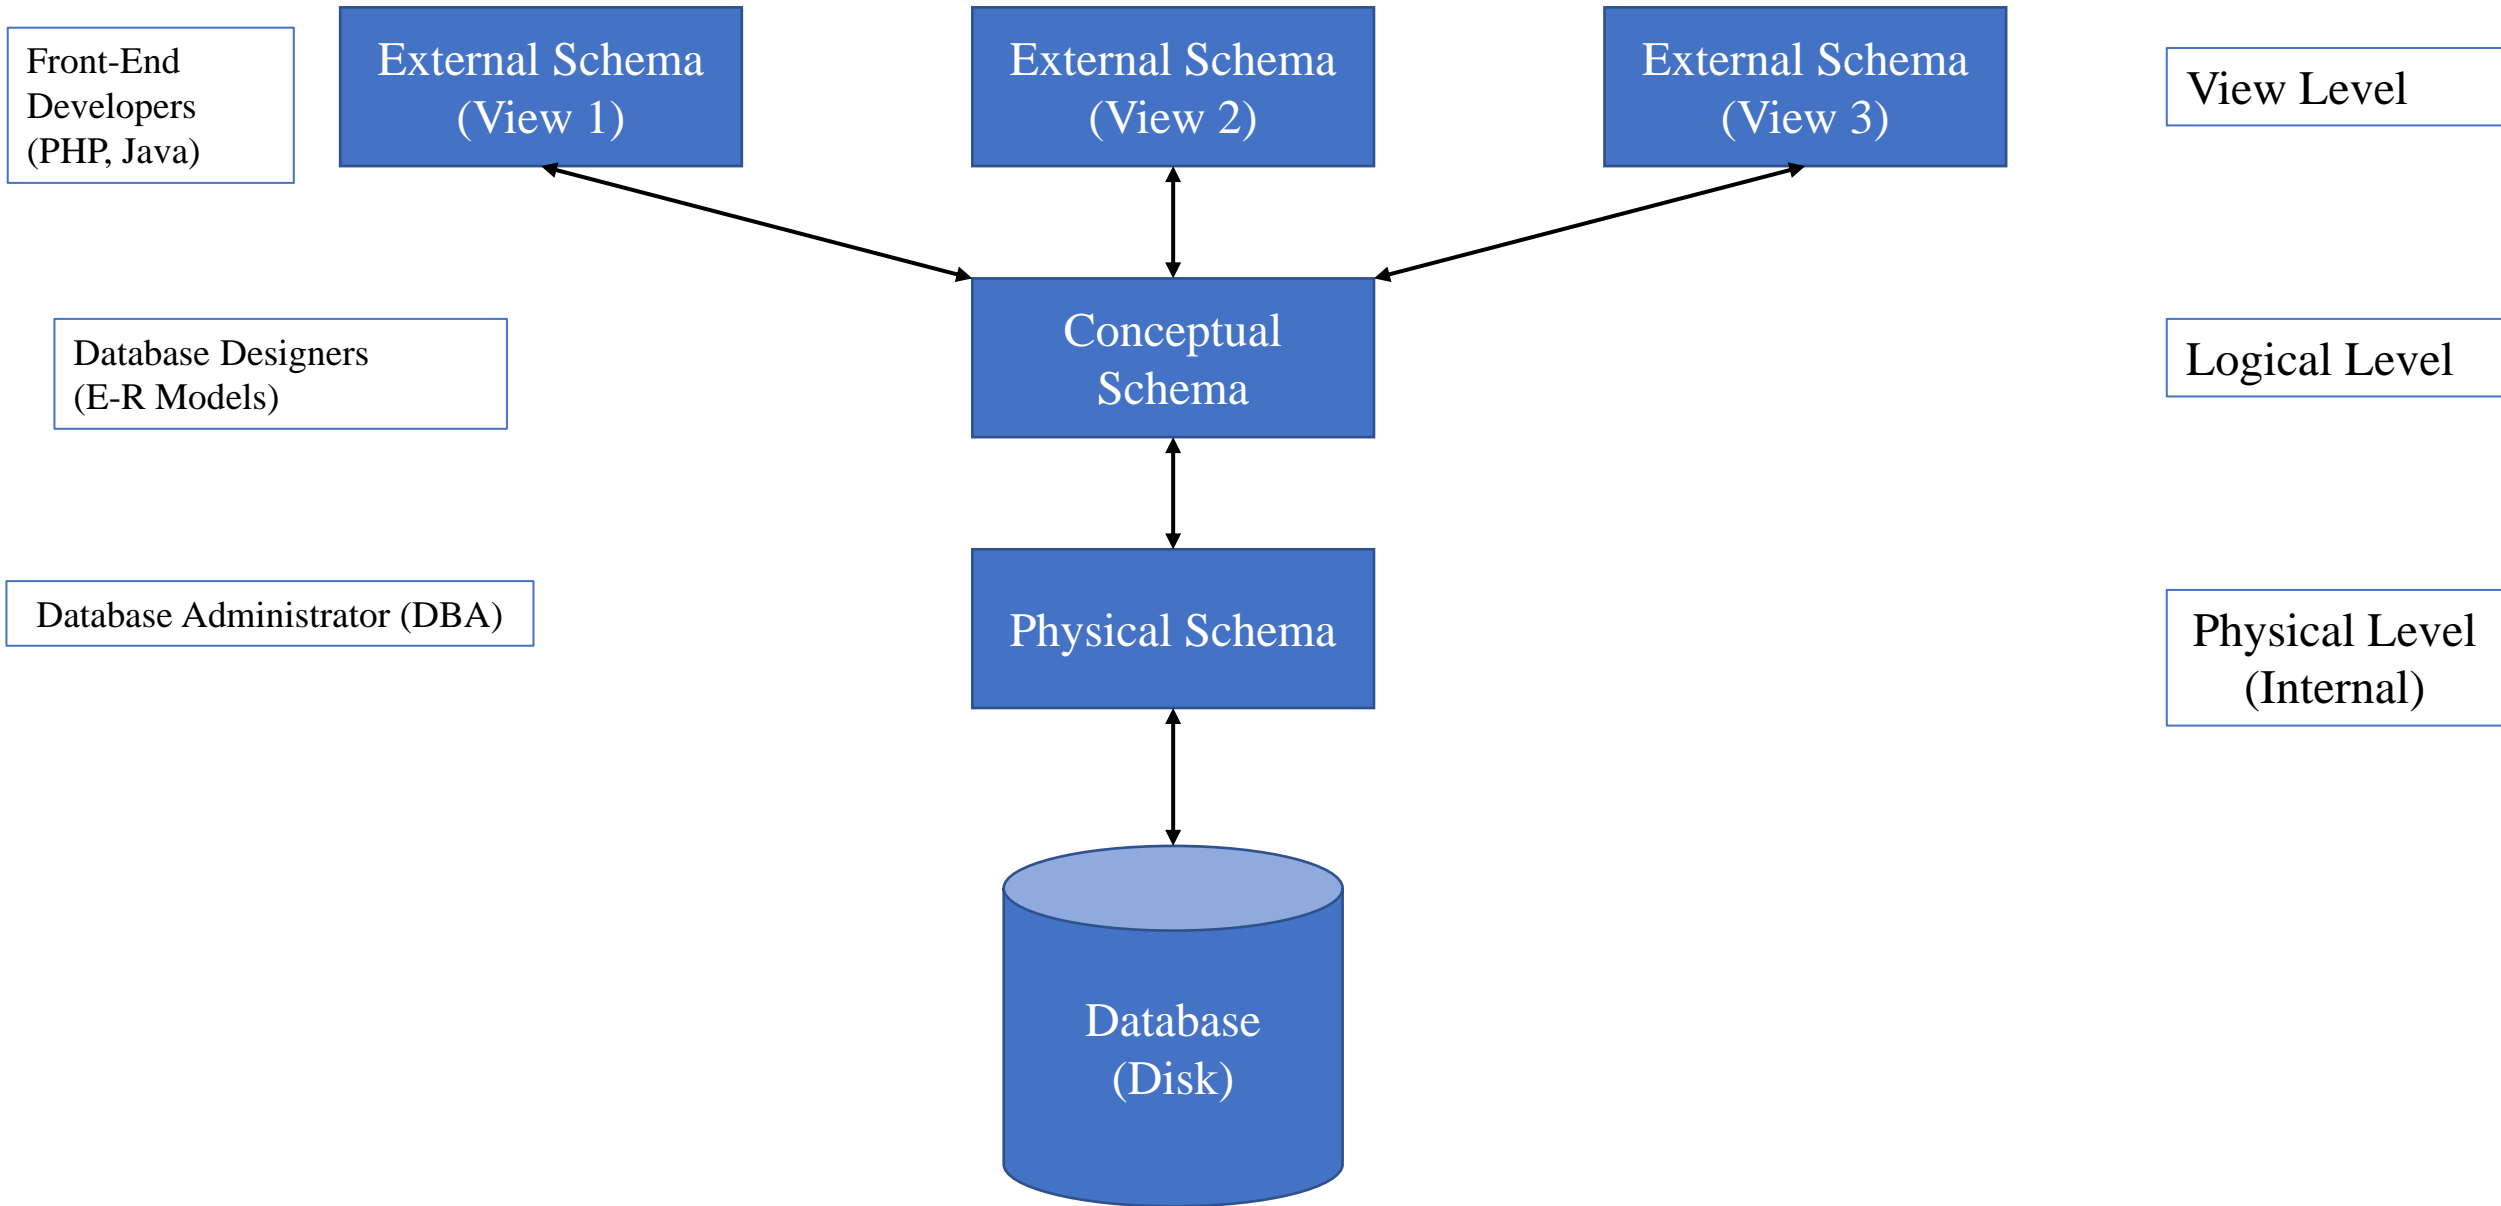 Front-End
Developers
(PHP, Java)
External Schema
(View 1)
External Schema
(View 2)
External Schema
(View 3)
View Level
Database Designers
(E-R Models)
Conceptual
Schema
Logical Level
Database Administrator (DBA)
Physical Schema
Physical Level
(Internal)
Database
(Disk)